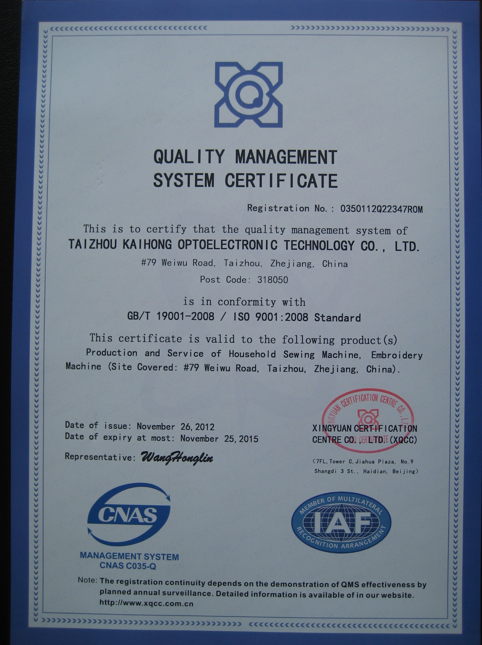 QUALITY MANAGEMENT
SYSTEM CERTIFICATE
Registration No.: 0350112Q22347R0M
This is to certify that the quality management system of
TAIZHOU KAIHONG OPTOELECTRONIC TECHNOLOGY CO., LTD.
#79 Weiwu Road, Taizhou, Zhejiang, China
Post Code: 318050
is in conformity with
GB/T 19001-2008 / ISO 9001:2008 Standard
This certificate is valid to the following product(s)
Production and Service of Household Sewing Machine, Embroidery
Machine (Site Covered: #79 Weiwu Road, Taizhou, Zhejiang, China).
Date of issue: November 26, 2012
Date of expiry at most: November 25, 2015
Representative: WangHonglin
XINGYUAN CERTIFICATION
CENTRE CO., LTD. (XQCC)
(7FL, Tower C, Jiahua Plaza, No.9
Shangdi 3 St., Haidian, Beijing)
CNAS
MANAGEMENT SYSTEM
CNAS C035-Q
MEMBER OF MULTILATERAL
IAF
RECOGNITION ARRANGEMENT
Note: The registration continuity depends on the demonstration of QMS effectiveness by
planned annual surveillance. Detailed information is available of in our website.
http://www.xqcc.com.cn